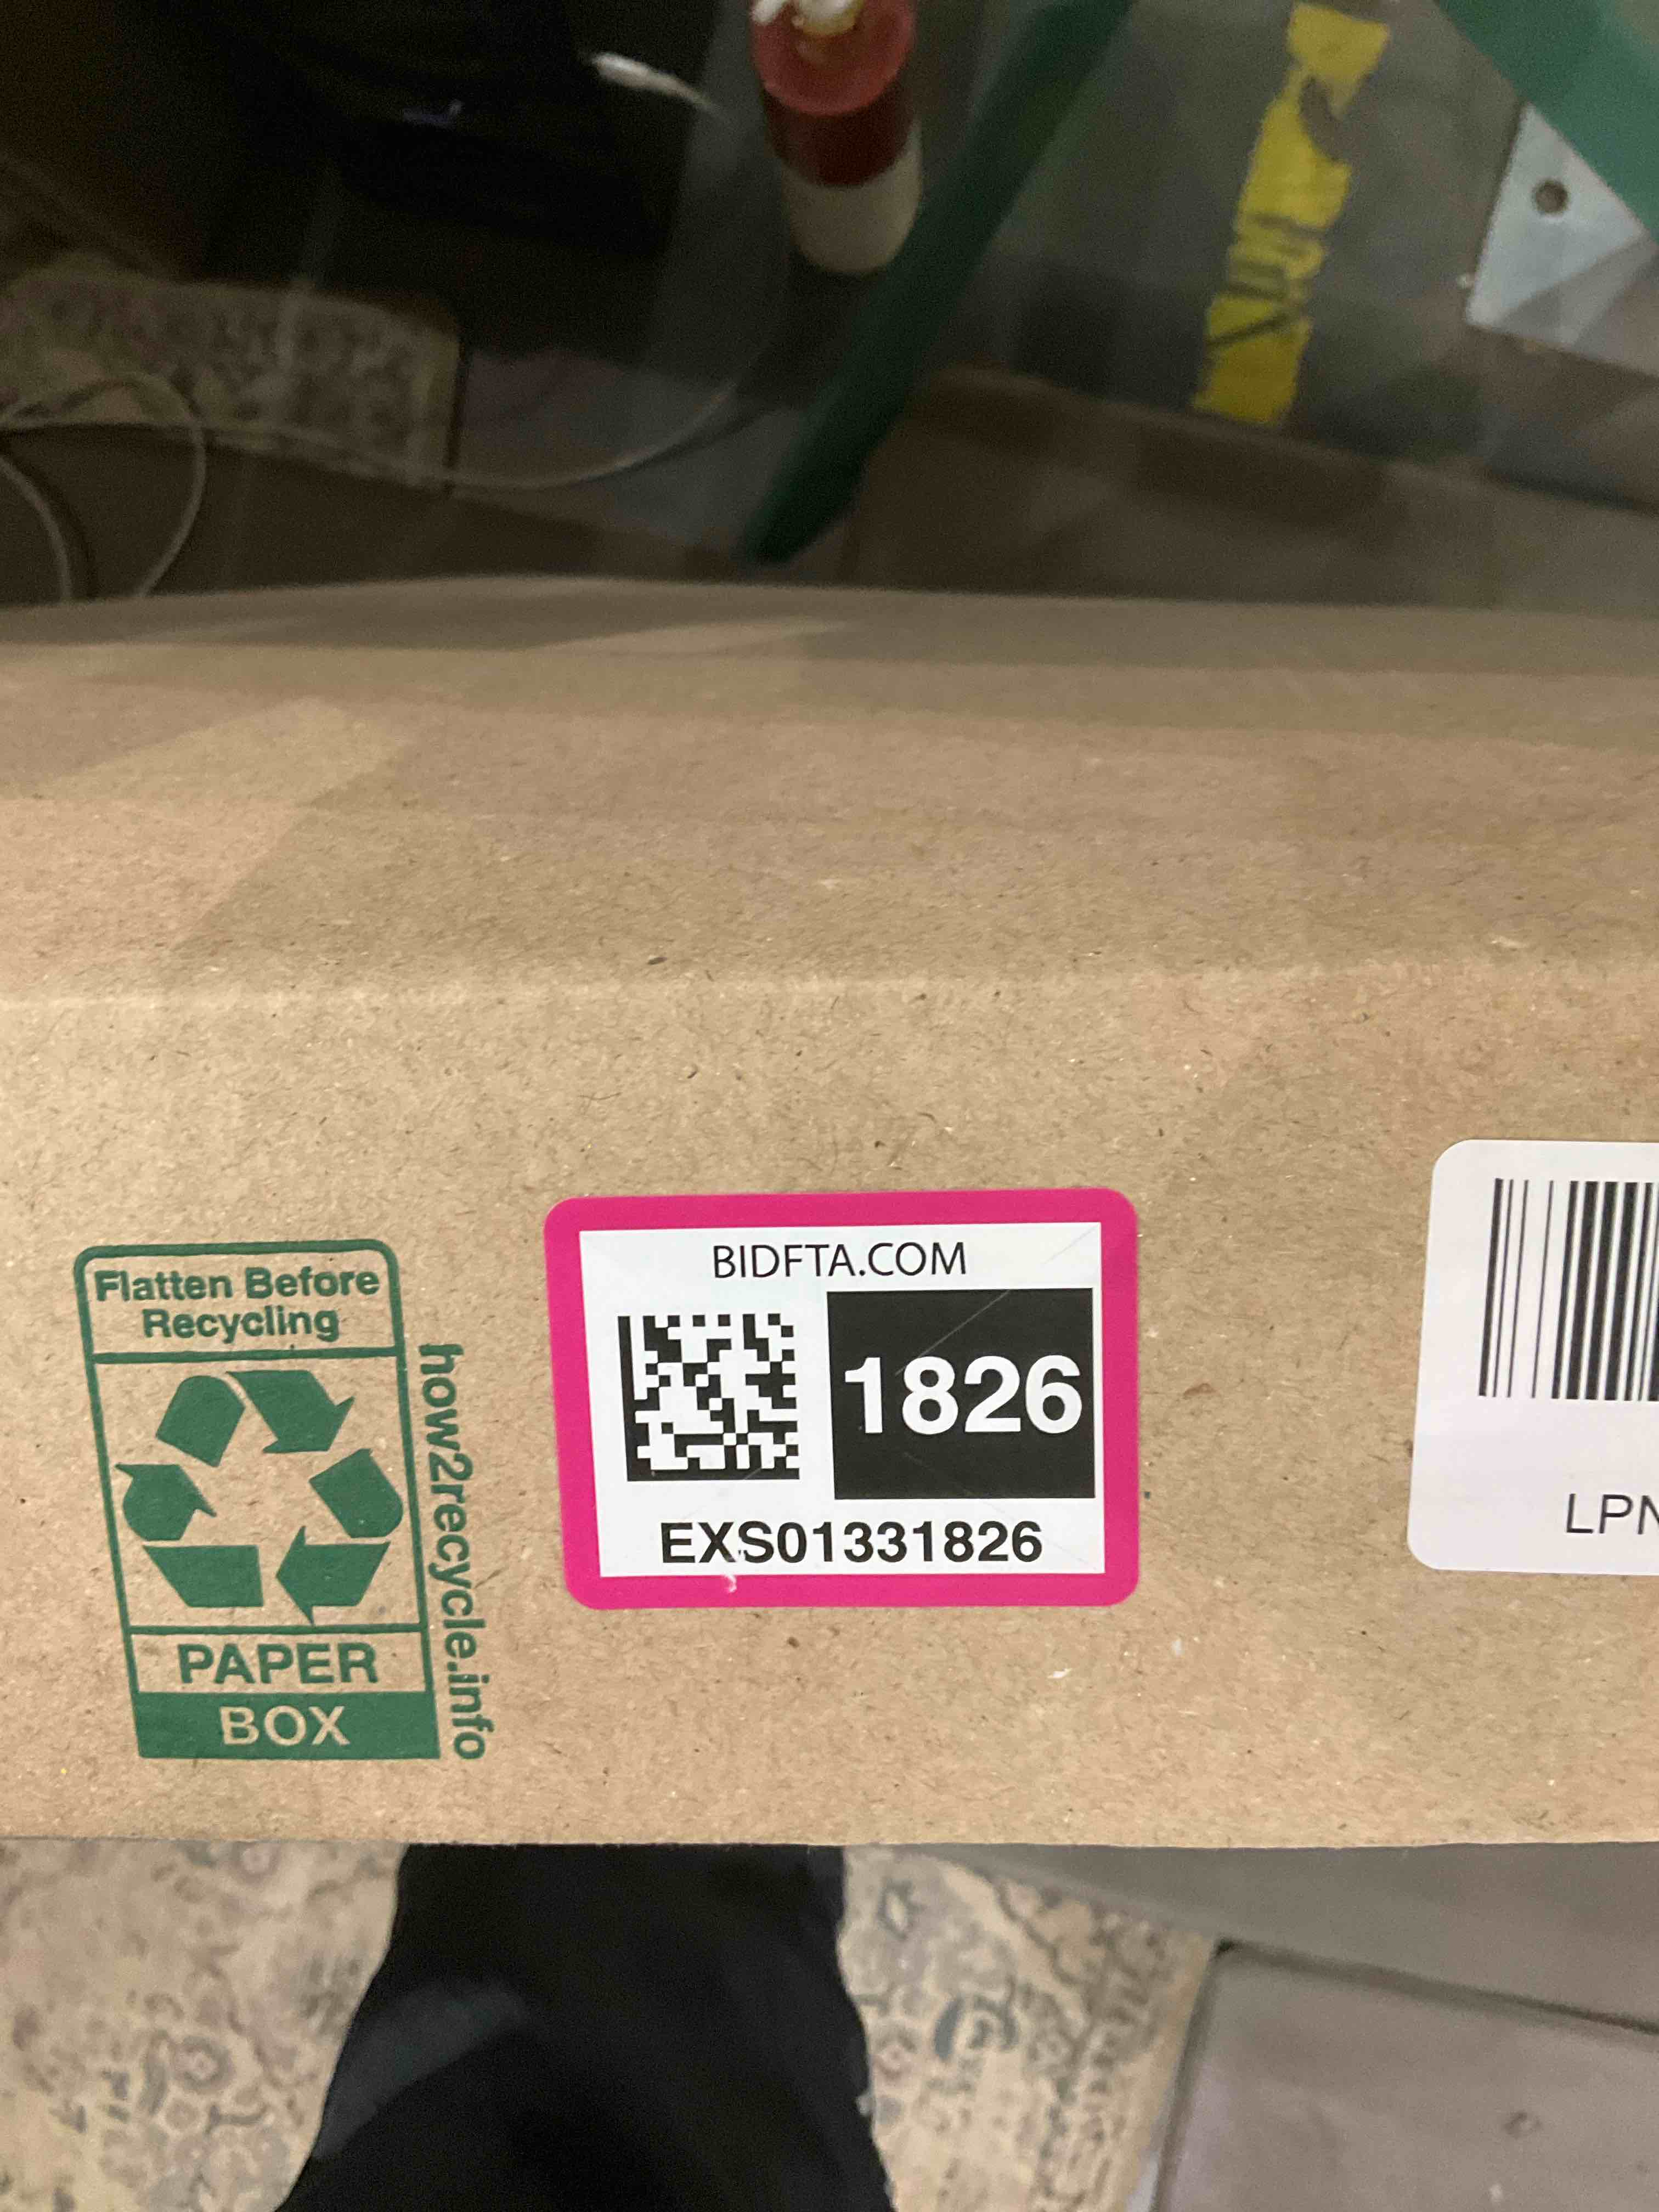 Flatten Before
Recycling
PAPER
BOX
how2recycle.info
BIDFTA.COM
1826
EXS01331826
LPN